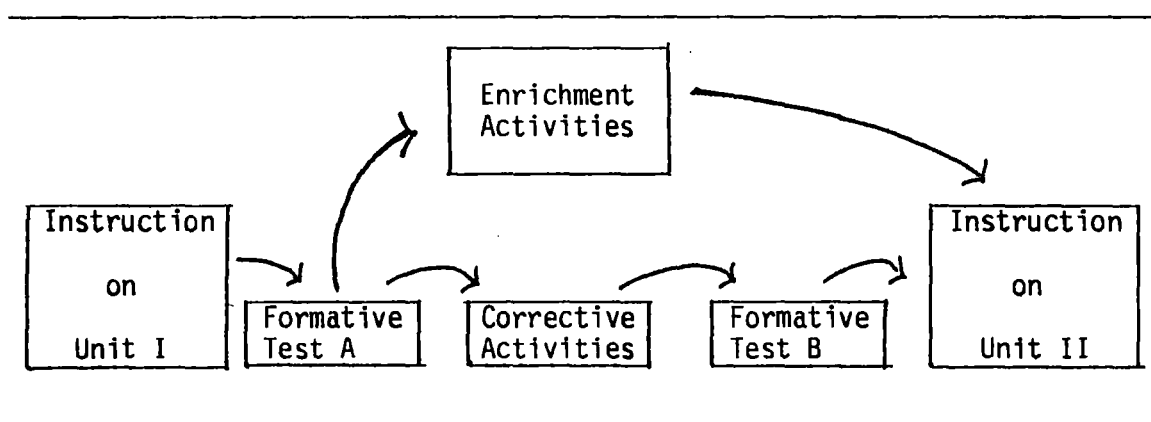 Enrichment
Activities
Instruction
on
Unit I
Formative
Test A
Corrective
Activities
Formative
Test B
Instruction
on
Unit II